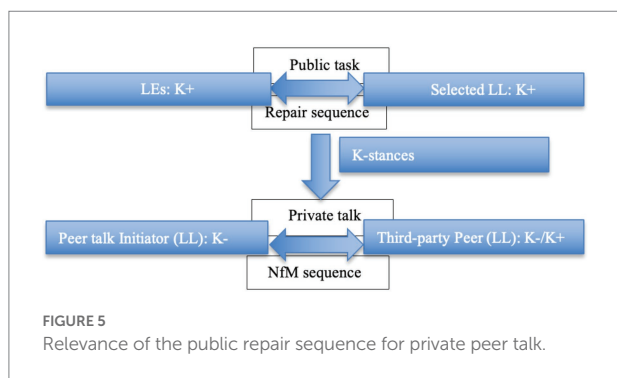 Public task
LEs: K+
Selected LL: K+
Repair sequence
K-stances
Private talk
Peer talk Initiator (LL): K-
Third-party Peer (LL): K-/K+
NfM sequence
FIGURE 5
Relevance of the public repair sequence for private peer talk.